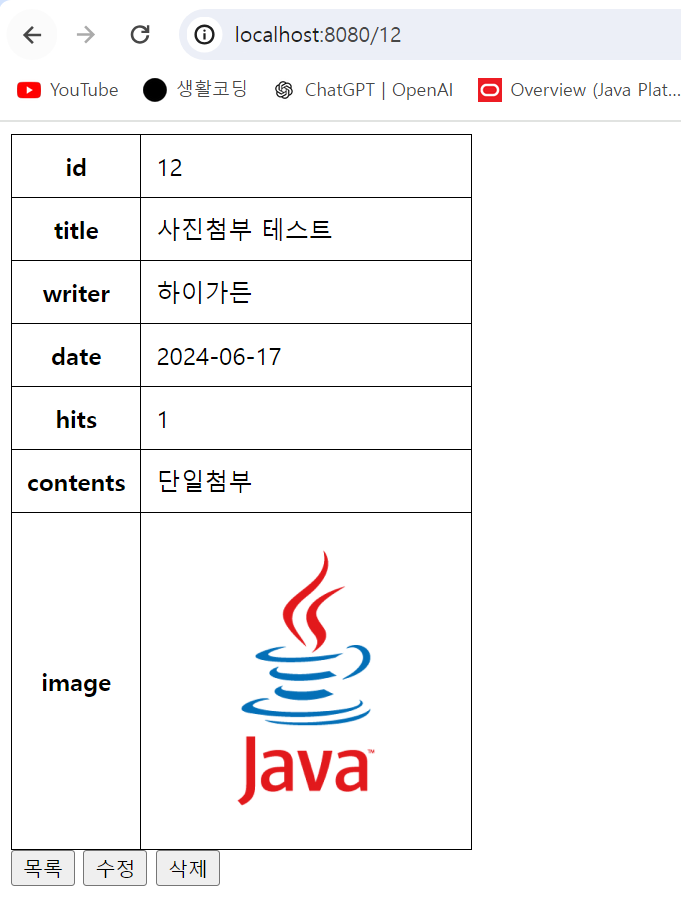 localhost:8080/12
YouTube 생활코딩 ChatGPT | OpenAI Overview (Java Plat...
id 12
title 사진첨부 테스트
writer 하이가든
date 2024-06-17
hits 1
contents 단일첨부
image
Java™
목록 수정 삭제